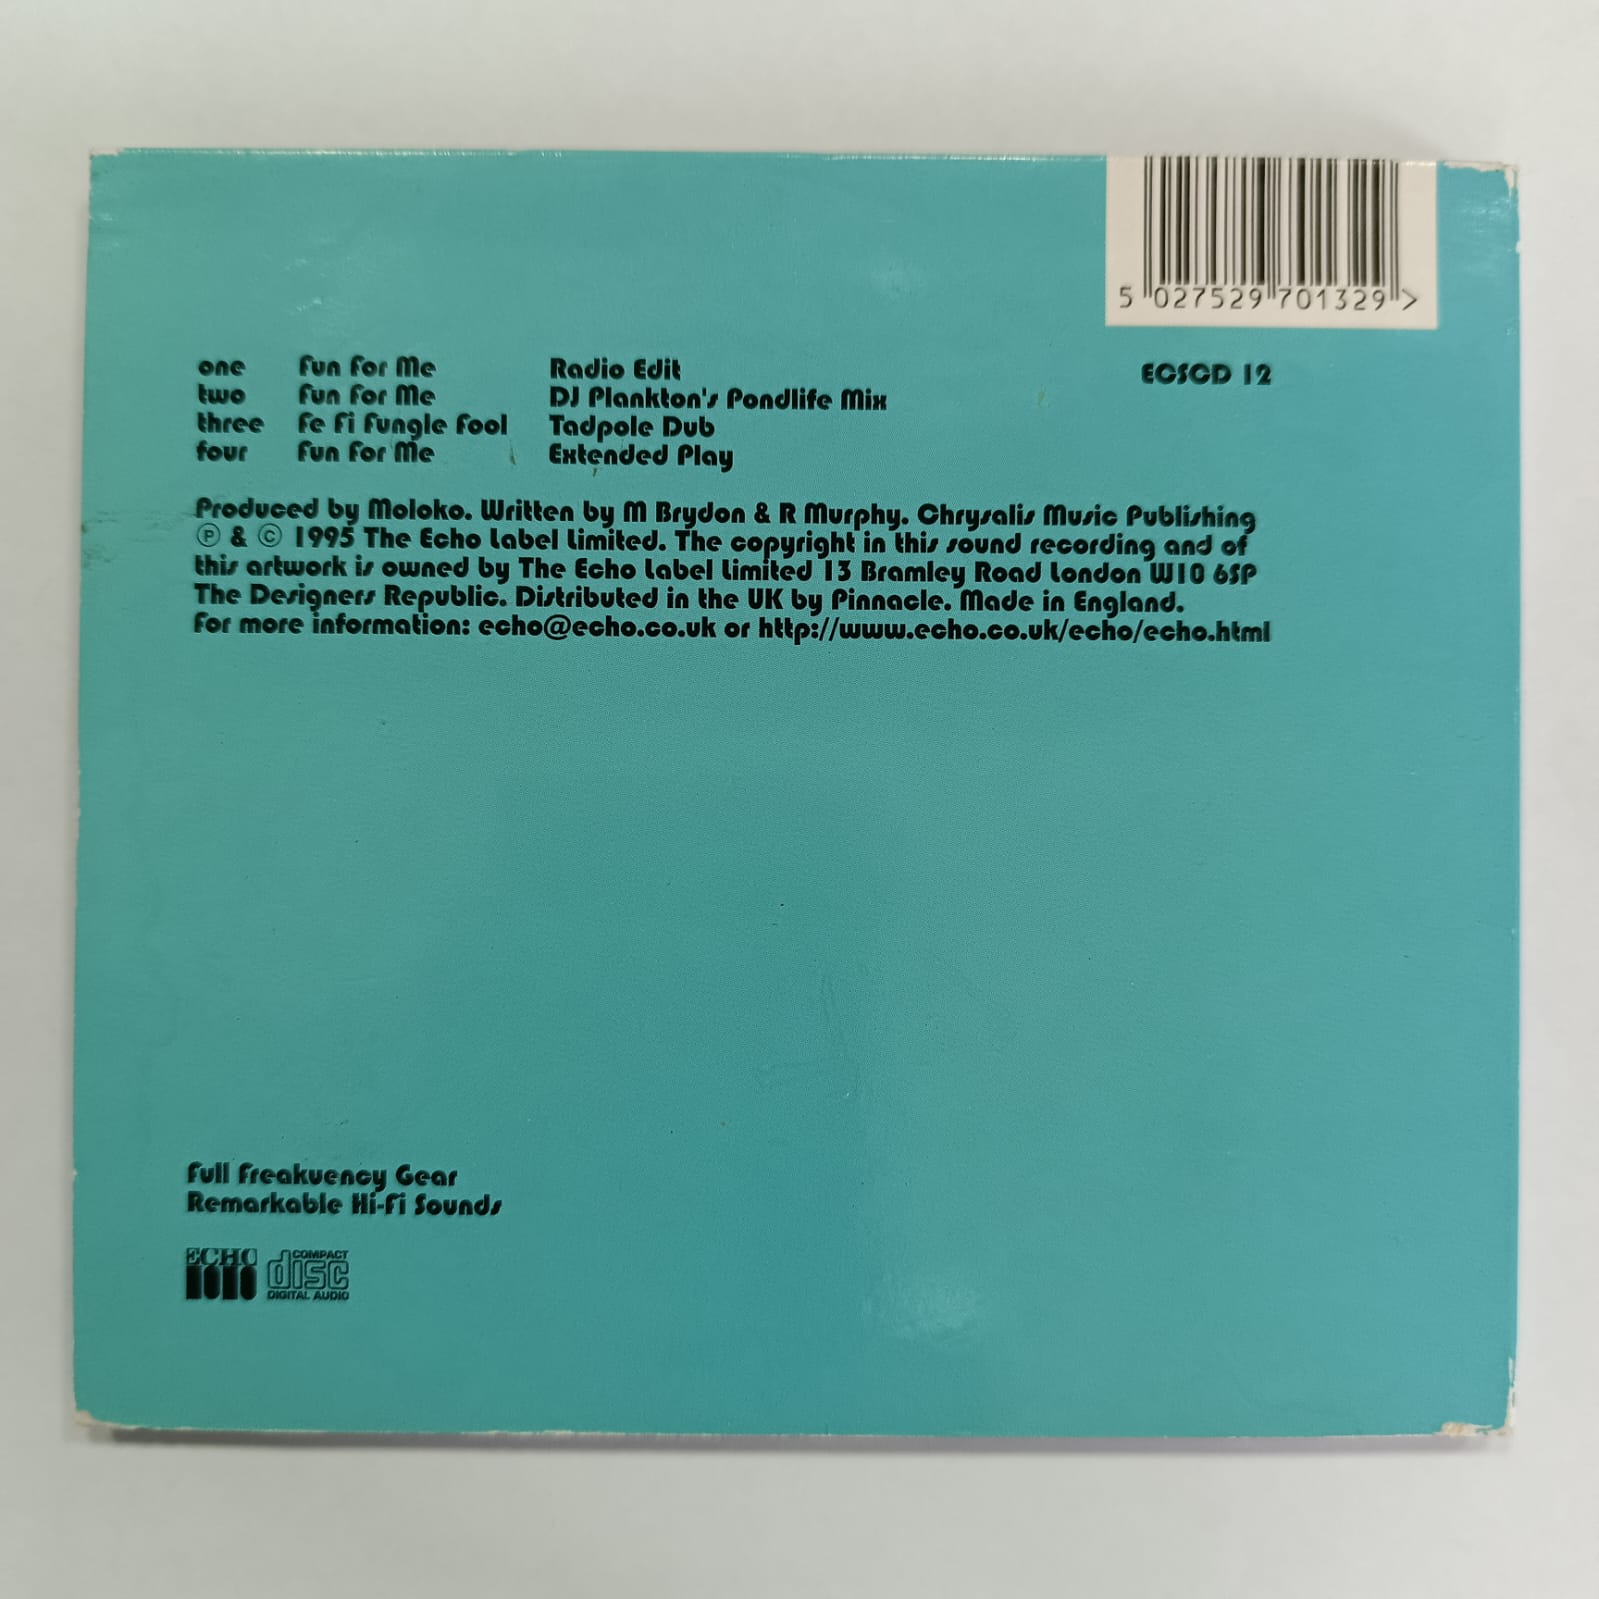 5 027529 701329 >
ECSCD 12
one Fun For Me Radio Edit
two Fun For Me DJ Plankton's Pondlife Mix
three Fe Fi Fungle Fool Tadpole Dub
four Fun For Me Extended Play
Produced by Moloko. Written by M Brydon & R Murphy. Chrysalis Music Publishing
℗ & © 1995 The Echo Label Limited. The copyright in this sound recording and of
this artwork is owned by The Echo Label Limited 13 Bramley Road London W10 6SP
The Designers Republic. Distributed in the UK by Pinnacle. Made in England.
For more information: echo@echo.co.uk or http://www.echo.co.uk/echo/echo.html
Full Freakuency Gear
Remarkable Hi-Fi Sounds
ECHO
COMPACT
disc
DIGITAL AUDIO